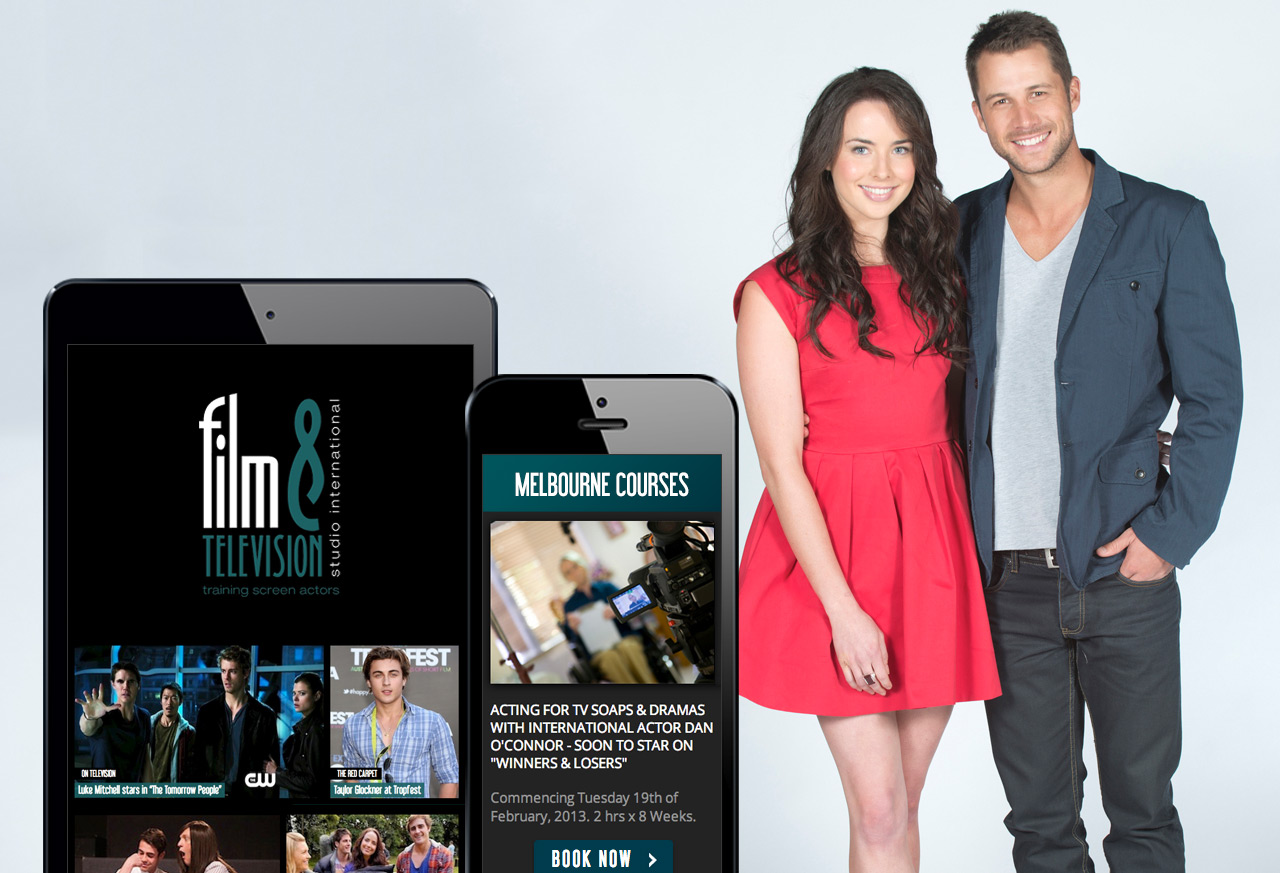 film &
TELEVISION
studio international
training screen actors
ON TELEVISION
Luke Mitchell stars in "The Tomorrow People"
CW
TROPFEST
THE RED CARPET
Taylor Glockner at Tropfest
MELBOURNE COURSES
ACTING FOR TV SOAPS & DRAMAS
WITH INTERNATIONAL ACTOR DAN
O'CONNOR - SOON TO STAR ON
"WINNERS & LOSERS"
Commencing Tuesday 19th of
February, 2013. 2 hrs x 8 Weeks.
BOOK NOW >